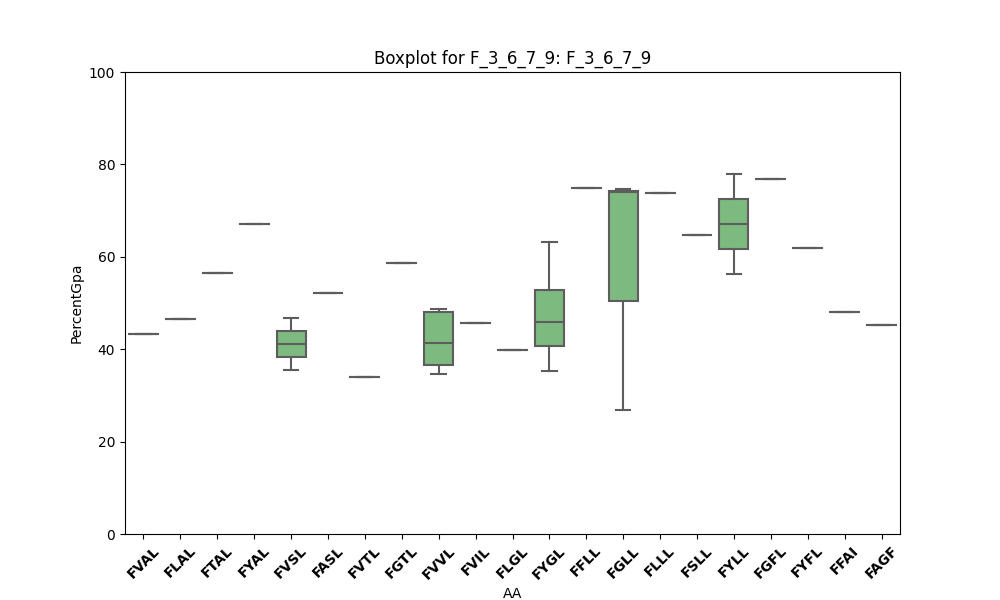 Boxplot for F_3_6_7_9: F_3_6_7_9
PercentGpa
100
80
60
40
20
0
FVAL FLAL FTAL FYAL FVSL FASL FVTL FGTL FVVL FVIL FLGL FYGL FFLL FGLL FLLL FSLL FYLL FGFL FYFL FFAI FAGF
AA